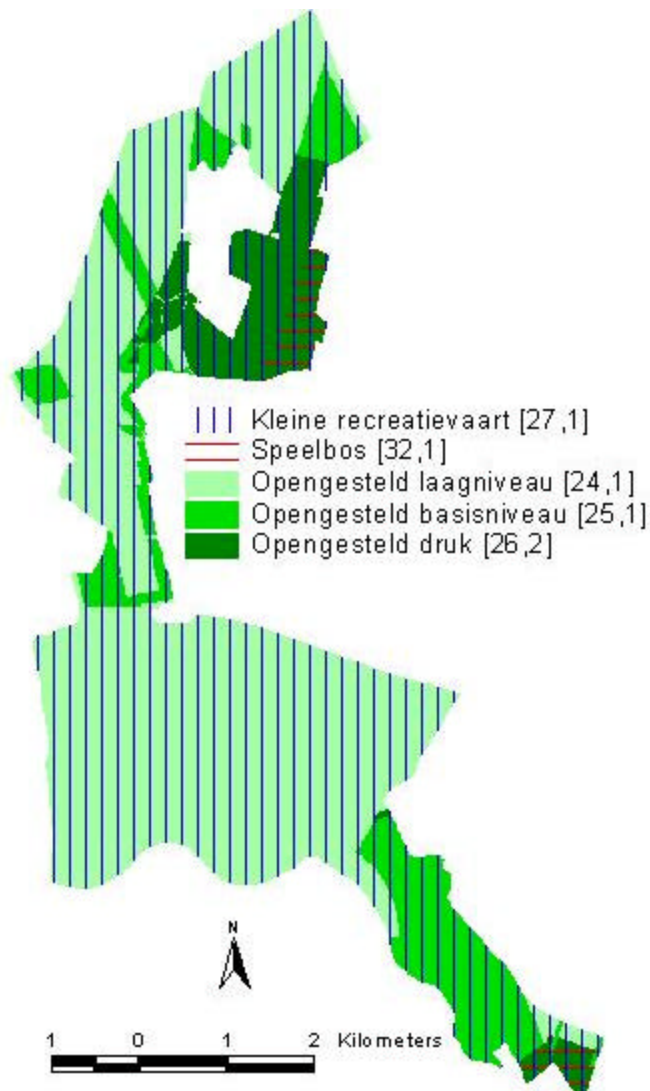 Kleine recreatievaart [27,1]
Speelbos [32,1]
Opengesteld laagniveau [24,1]
Opengesteld basisniveau [25,1]
Opengesteld druk [26,2]
N
1 0 1 2 Kilometers